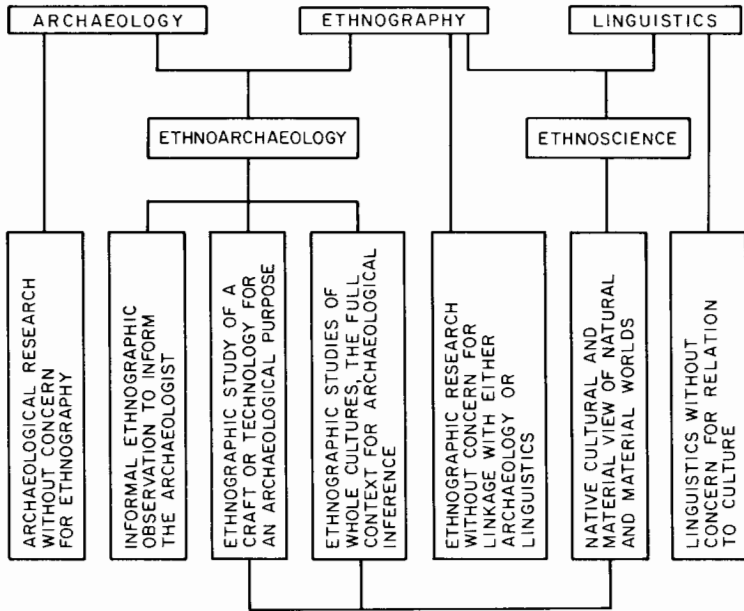 ARCHAEOLOGY
ETHNOGRAPHY
LINGUISTICS
ETHNOARCHAEOLOGY
ETHNOSCIENCE
ARCHAEOLOGICAL RESEARCH
WITHOUT CONCERN
FOR ETHNOGRAPHY
INFORMAL ETHNOGRAPHIC
OBSERVATION TO INFORM
THE ARCHAEOLOGIST
ETHNOGRAPHIC STUDY OF A
CRAFT OR TECHNOLOGY FOR
AN ARCHAEOLOGICAL PURPOSE
ETHNOGRAPHIC STUDIES OF
WHOLE CULTURES, THE FULL
CONTEXT FOR ARCHAEOLOGICAL
INFERENCE
ETHNOGRAPHIC RESEARCH
WITHOUT CONCERN FOR
LINKAGE WITH EITHER
ARCHAEOLOGY OR
LINGUISTICS
NATIVE CULTURAL AND
MATERIAL VIEW OF NATURAL
AND MATERIAL WORLDS
LINGUISTICS WITHOUT
CONCERN FOR RELATION
TO CULTURE